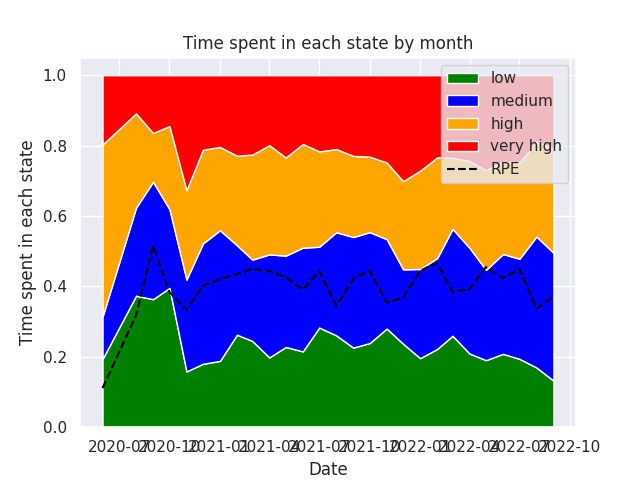 Time spent in each state by month
1.0
0.8
0.6
0.4
0.2
0.0
Time spent in each state
low
medium
high
very high
RPE
2020-07
2020-10
2021-01
2021-04
2021-07
2021-10
2022-01
2022-04
2022-07
2022-10
Date